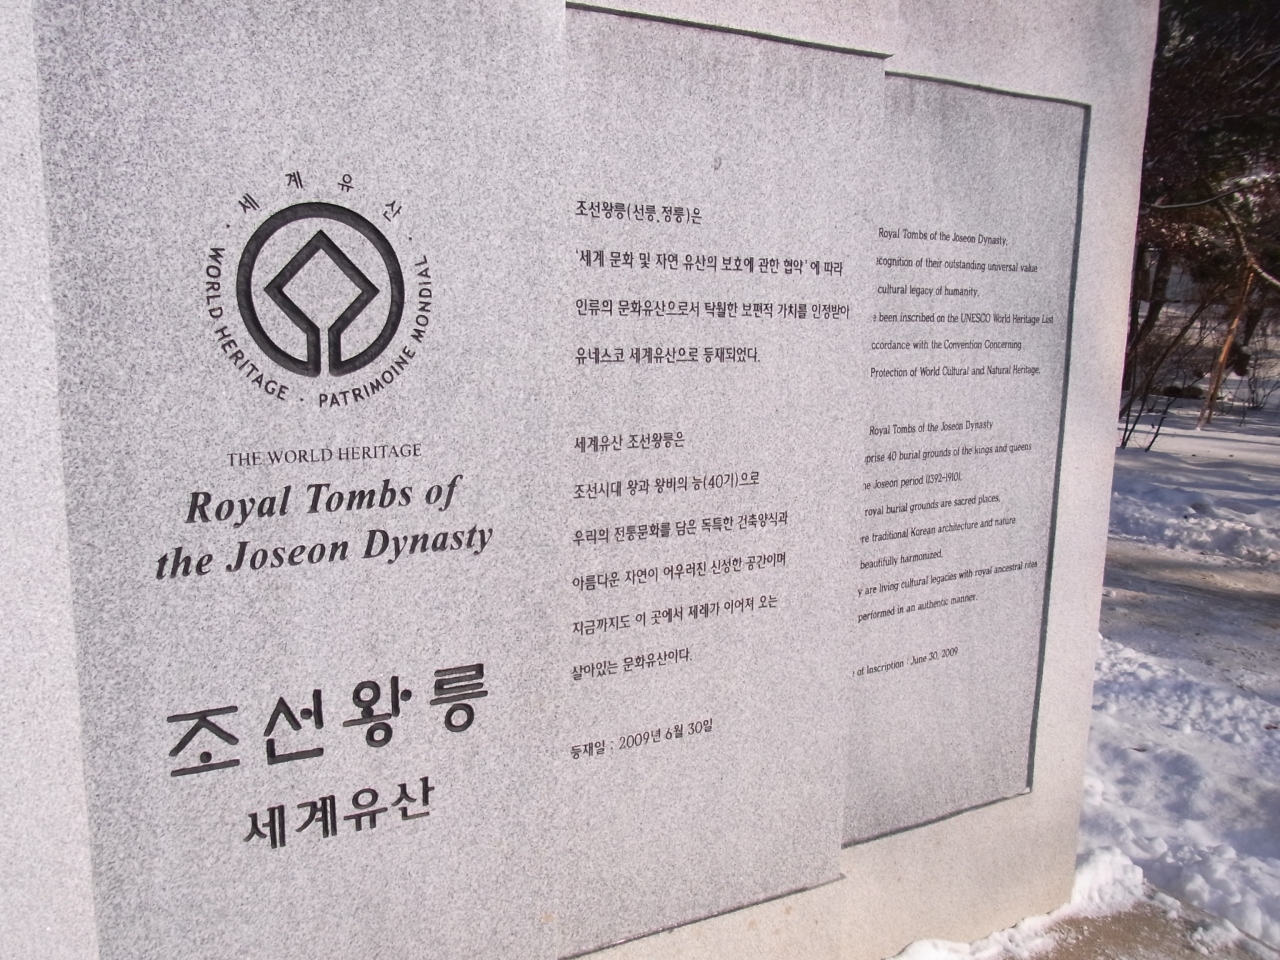 세계유산
WORLD HERITAGE · PATRIMOINE MONDIAL
THE WORLD HERITAGE
Royal Tombs of
the Joseon Dynasty
조선왕릉
세계유산
조선왕릉(선릉·정릉)은
'세계 문화 및 자연 유산의 보호에 관한 협약'에 따라
인류의 문화유산으로서 탁월한 보편적 가치를 인정받아
유네스코 세계유산으로 등재되었다.
세계유산 조선왕릉은
조선시대 왕과 왕비의 능(40기)으로
우리의 전통문화를 담은 독특한 건축양식과
아름다운 자연이 어우러진 신성한 공간이며
지금까지도 이 곳에서 제례가 이어져 오는
살아있는 문화유산이다.
등재일 : 2009년 6월 30일
Royal Tombs of the Joseon Dynasty,
of their outstanding universal value
cultural legacy of humanity,
been inscribed on the UNESCO World Heritage List
with the Convention Concerning
Protection of World Cultural and Natural Heritage.
Royal Tombs of the Joseon Dynasty
40 burial grounds of the kings and queens
Joseon period (1392-1910).
royal burial grounds are sacred places,
traditional Korean architecture and nature
beautifully harmonized.
are living cultural legacies with royal ancestral rites
performed in an authentic manner.
of Inscription : June 30, 2009